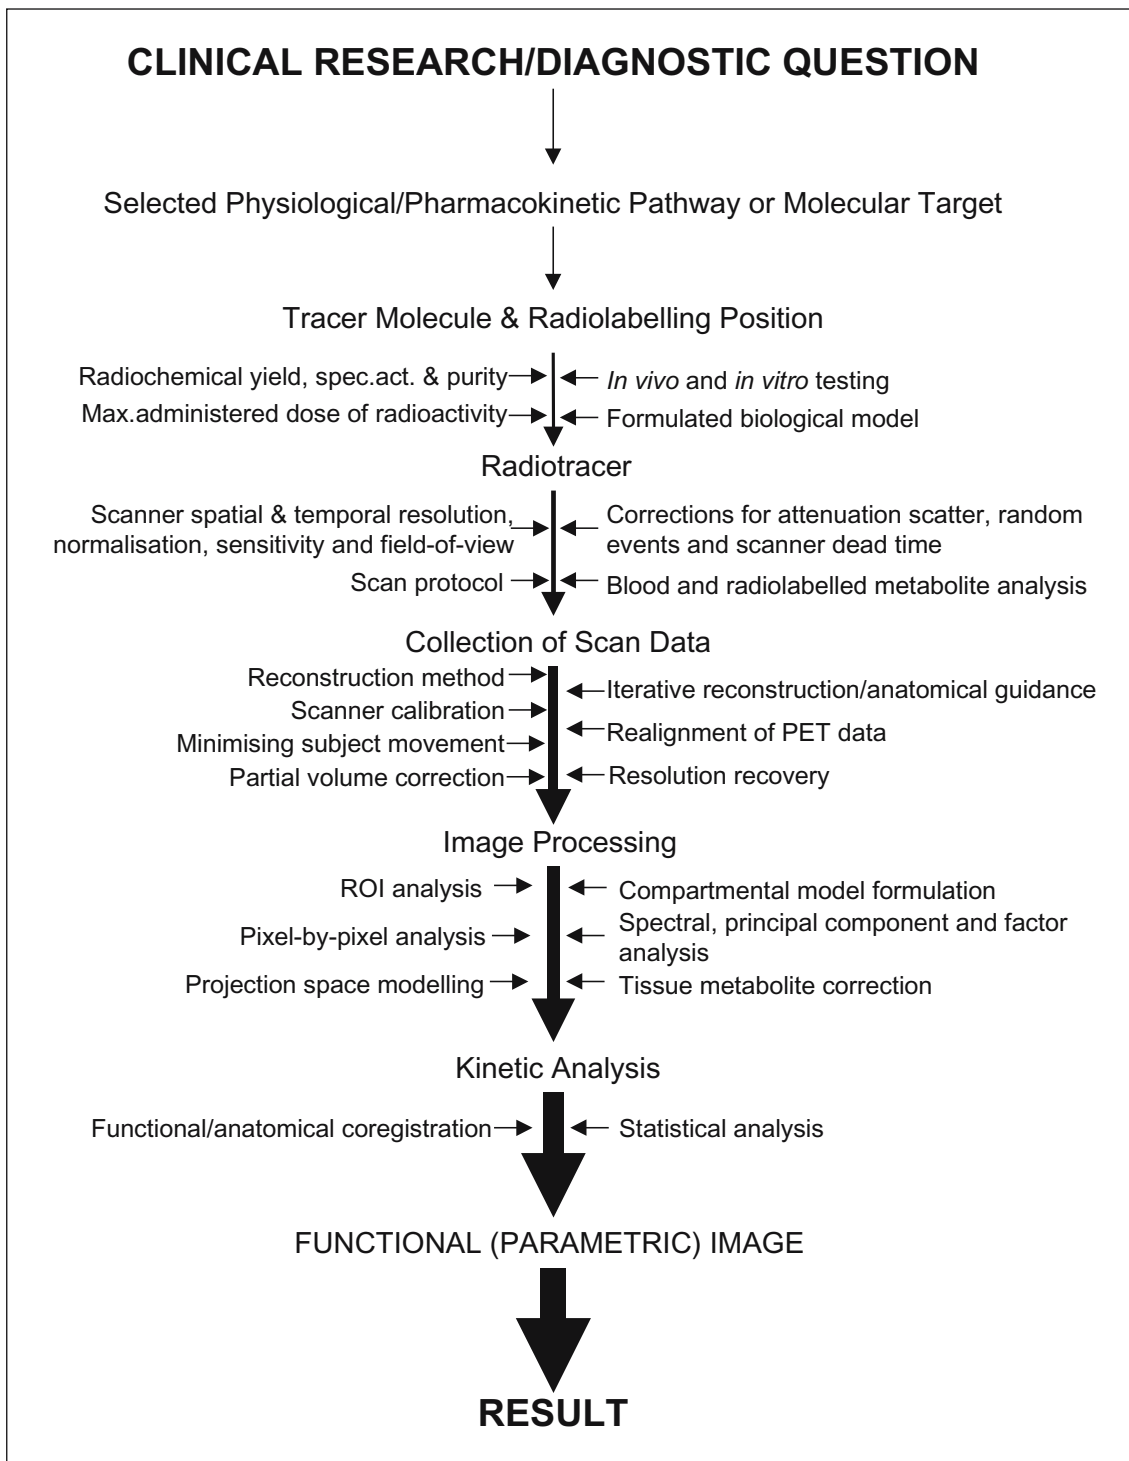 CLINICAL RESEARCH/DIAGNOSTIC QUESTION
Selected Physiological/Pharmacokinetic Pathway or Molecular Target
Tracer Molecule & Radiolabelling Position
Radiochemical yield, spec.act. & purity
In vivo and in vitro testing
Max.administered dose of radioactivity
Formulated biological model
Radiotracer
Scanner spatial & temporal resolution,
normalisation, sensitivity and field-of-view
Corrections for attenuation scatter, random
events and scanner dead time
Scan protocol
Blood and radiolabelled metabolite analysis
Collection of Scan Data
Reconstruction method
Iterative reconstruction/anatomical guidance
Scanner calibration
Realignment of PET data
Minimising subject movement
Partial volume correction
Resolution recovery
Image Processing
ROI analysis
Compartmental model formulation
Pixel-by-pixel analysis
Spectral, principal component and factor
analysis
Projection space modelling
Tissue metabolite correction
Kinetic Analysis
Functional/anatomical coregistration
Statistical analysis
FUNCTIONAL (PARAMETRIC) IMAGE
RESULT